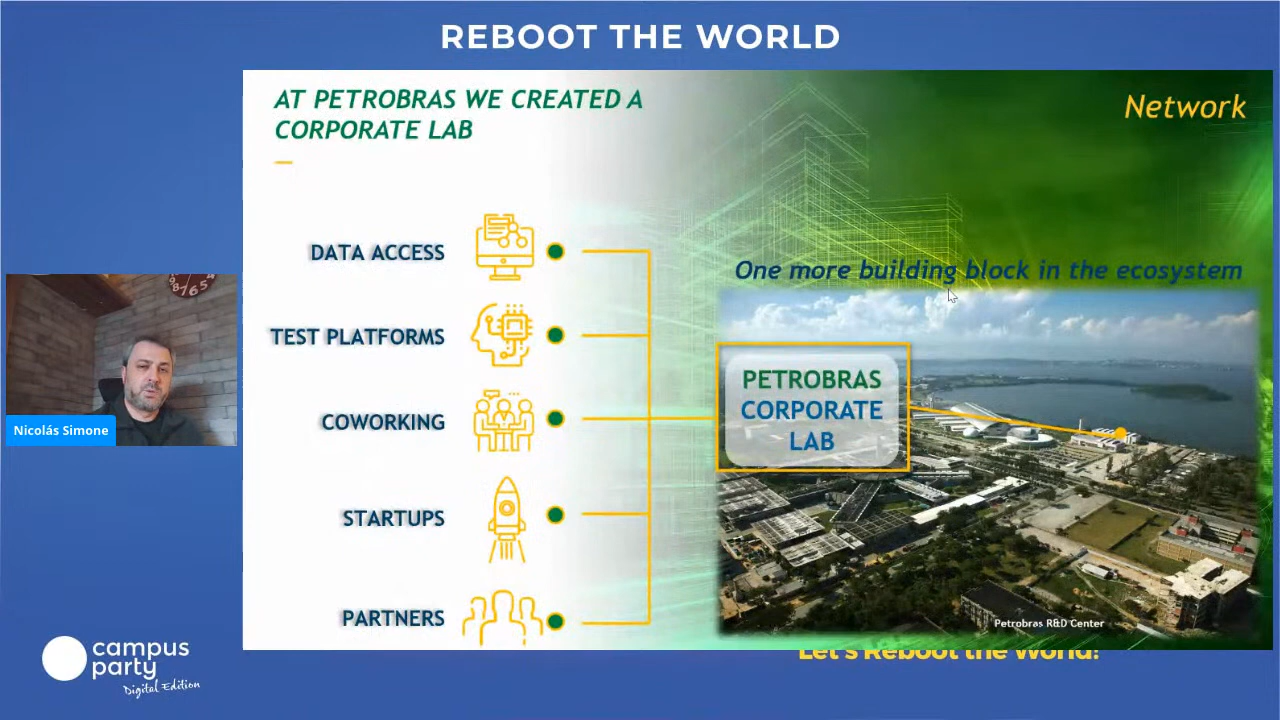 REBOOT THE WORLD
AT PETROBRAS WE CREATED A
CORPORATE LAB
Network
DATA ACCESS
TEST PLATFORMS
COWORKING
STARTUPS
PARTNERS
One more building block in the ecosystem
PETROBRAS
CORPORATE
LAB
Petrobras R&D Center
Nicolás Simone
campus
party
Digital Edition
Let's Reboot the World!